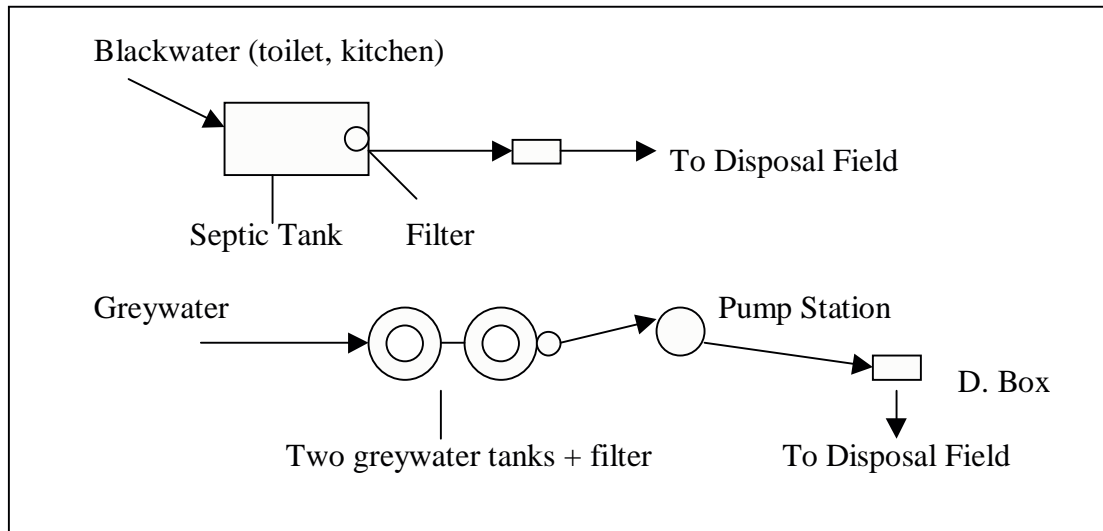 Blackwater (toilet, kitchen)
To Disposal Field
Septic Tank
Filter
Greywater
Pump Station
D. Box
Two greywater tanks + filter
To Disposal Field